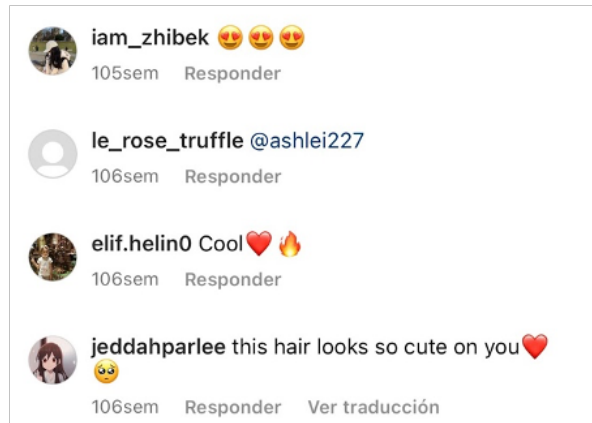 iam_zhibek 😍😍😍
105sem Responder
le_rose_truffle @ashlei227
106sem Responder
elif.helin0 Cool❤️🔥
106sem Responder
jeddahparlee this hair looks so cute on you❤️
🥺
106sem Responder Ver traducción